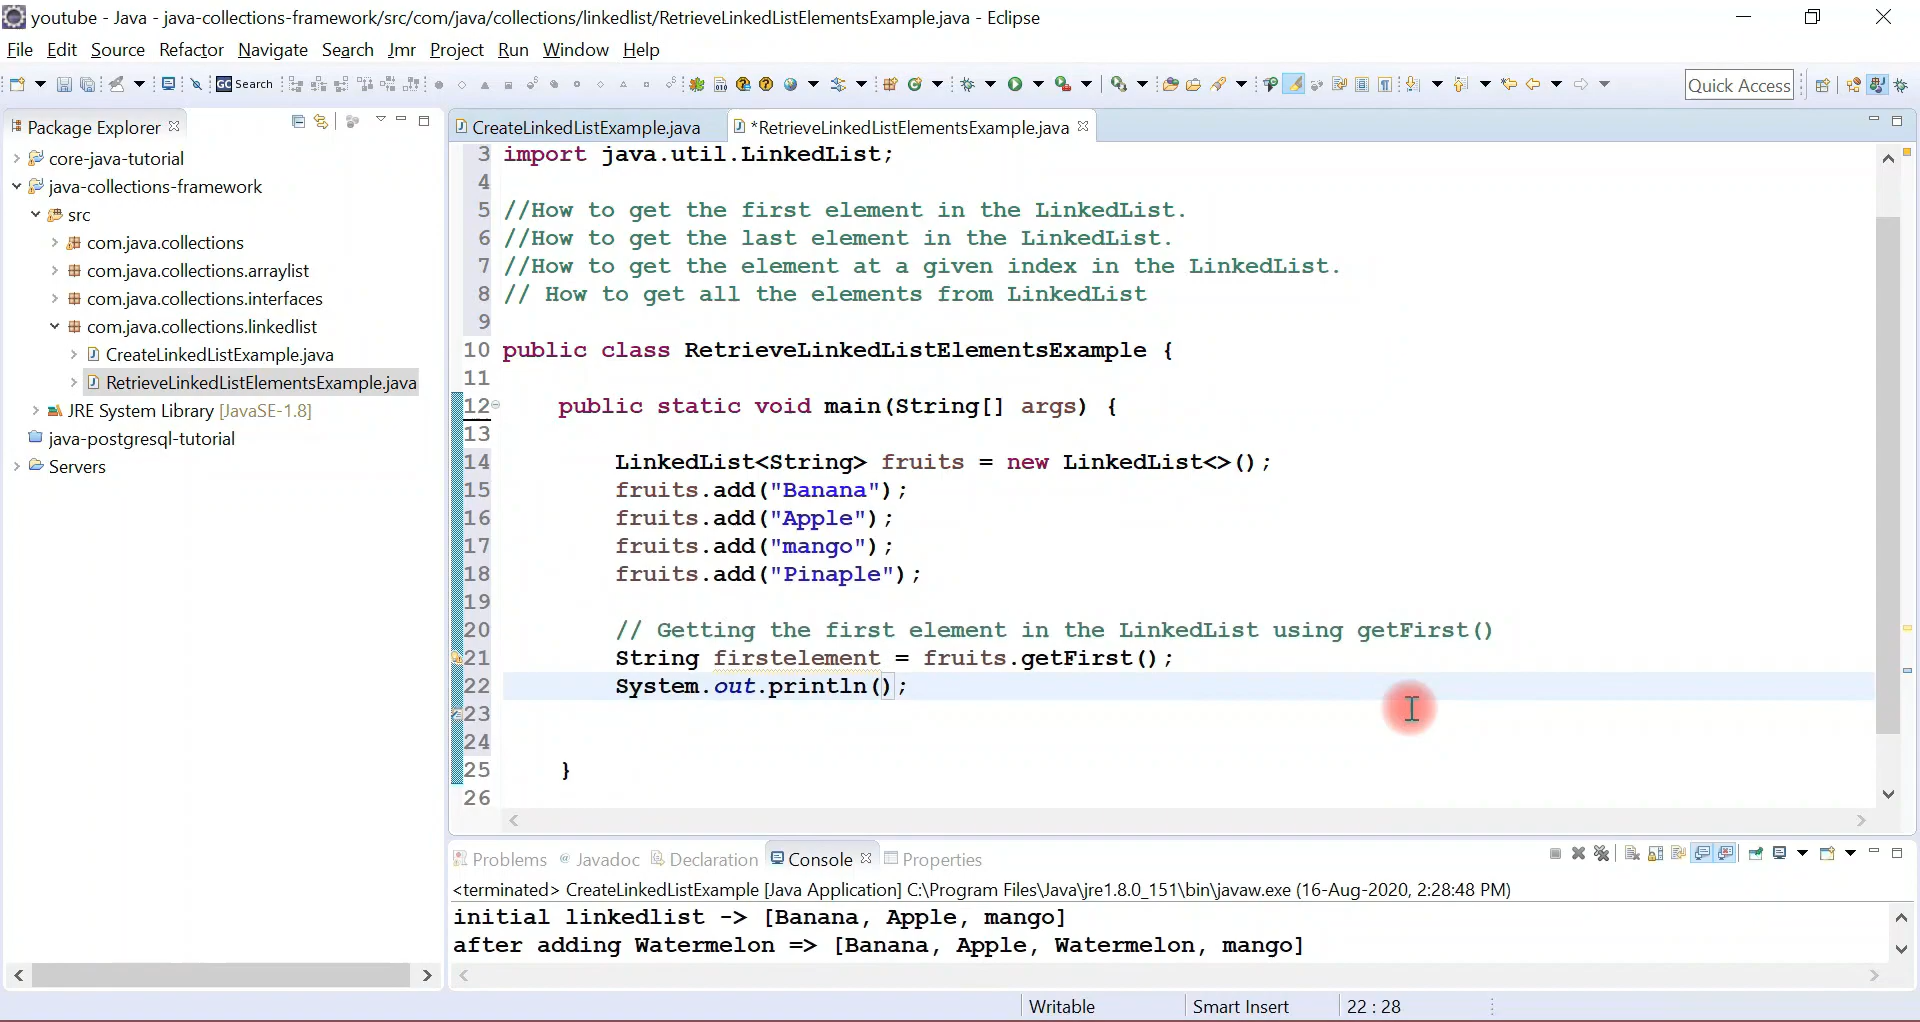 youtube - Java - java-collections-framework/src/com/java/collections/linkedlist/RetrieveLinkedListElementsExample.java - Eclipse
File Edit Source Refactor Navigate Search Jmr Project Run Window Help
GC Search
Quick Access
Package Explorer
core-java-tutorial
java-collections-framework
src
com.java.collections
com.java.collections.arraylist
com.java.collections.interfaces
com.java.collections.linkedlist
CreateLinkedListExample.java
RetrieveLinkedListElementsExample.java
JRE System Library [JavaSE-1.8]
java-postgresql-tutorial
Servers
CreateLinkedListExample.java *RetrieveLinkedListElementsExample.java
3 import java.util.LinkedList;
4
5 //How to get the first element in the LinkedList.
6 //How to get the last element in the LinkedList.
7 //How to get the element at a given index in the LinkedList.
8 // How to get all the elements from LinkedList
9
10 public class RetrieveLinkedListElementsExample {
11
12 public static void main(String[] args) {
13
14 LinkedList<String> fruits = new LinkedList<>();
15 fruits.add("Banana");
16 fruits.add("Apple");
17 fruits.add("mango");
18 fruits.add("Pinaple");
19
20 // Getting the first element in the LinkedList using getFirst()
21 String firstelement = fruits.getFirst();
22 System.out.println();
23
24
25 }
26
Problems Javadoc Declaration Console Properties
<terminated> CreateLinkedListExample [Java Application] C:\Program Files\Java\jre1.8.0_151\bin\javaw.exe (16-Aug-2020, 2:28:48 PM)
initial linkedlist -> [Banana, Apple, mango]
after adding Watermelon => [Banana, Apple, Watermelon, mango]
Writable Smart Insert 22 : 28